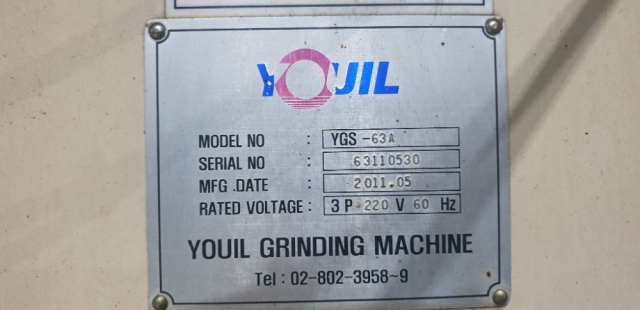 YOUIL
MODEL NO : YGS -63A
SERIAL NO : 63110530
MFG .DATE : 2011.05
RATED VOLTAGE : 3 P 220 V 60 Hz
YOUIL GRINDING MACHINE
Tel : 02-802-3958~9